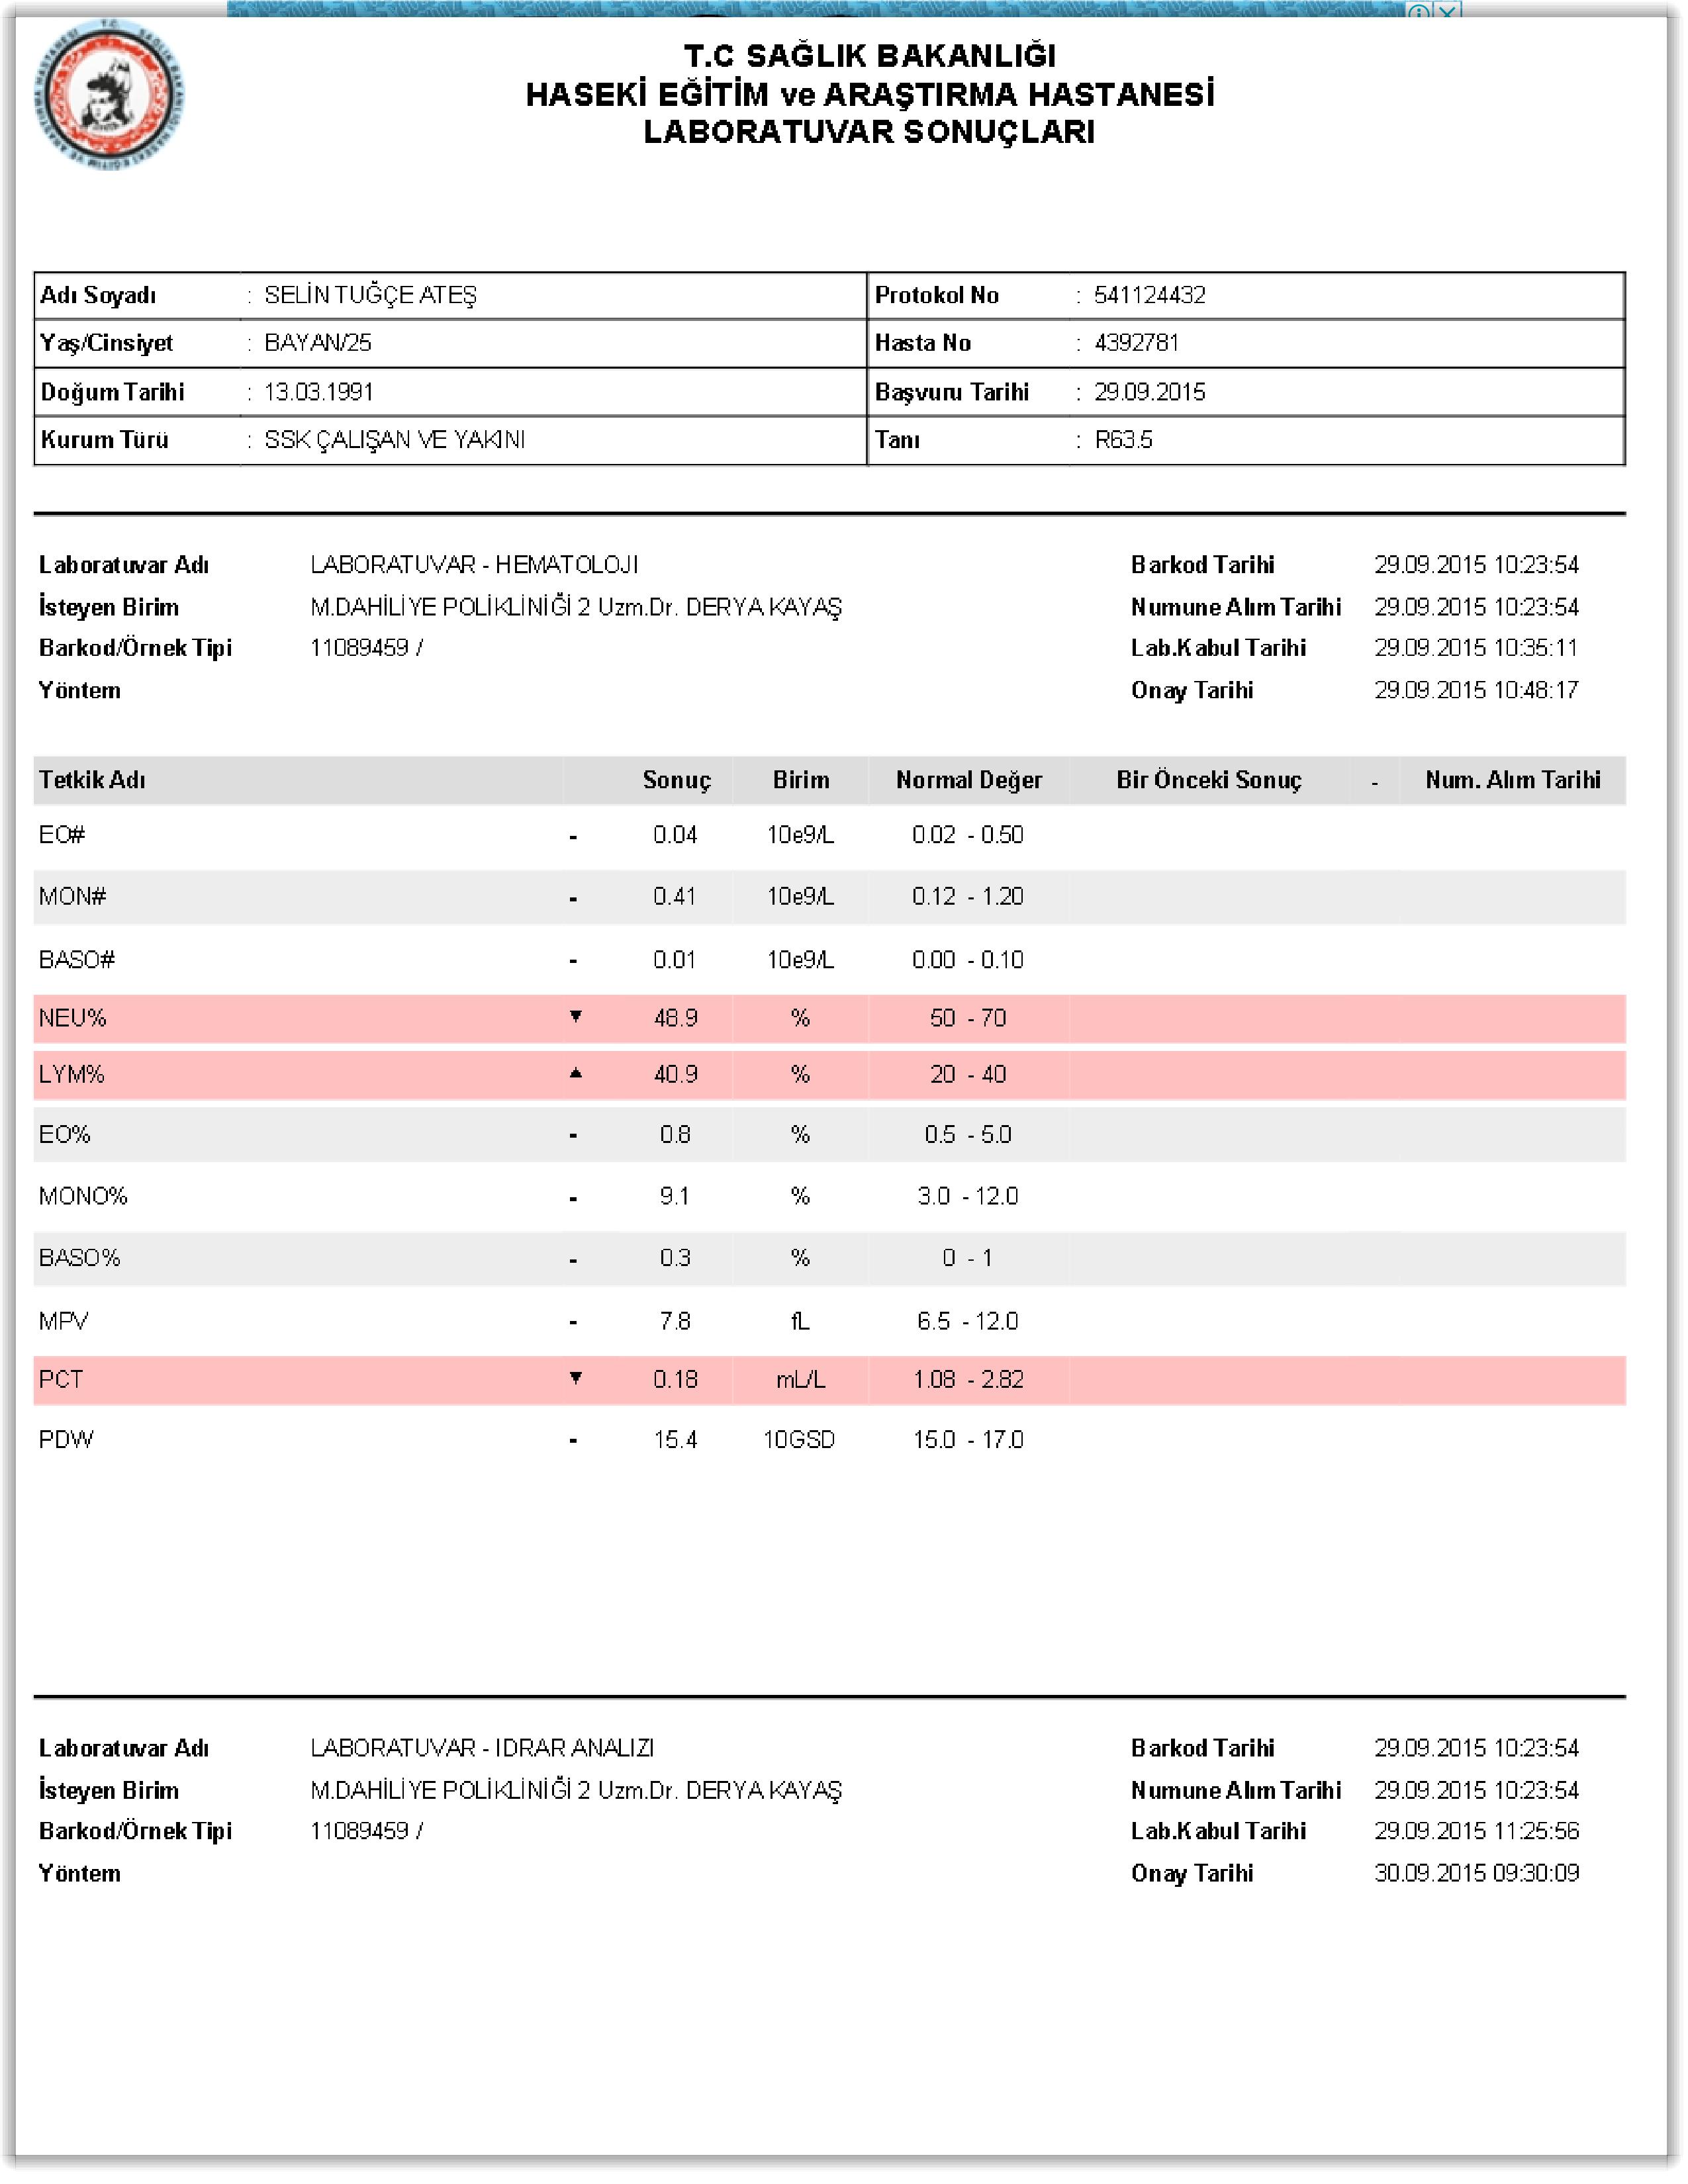 T.C SAĞLIK BAKANLIĞI
HASEKİ EĞİTİM ve ARAŞTIRMA HASTANESİ
LABORATUVAR SONUÇLARI
Adı Soyadı : SELİN TUĞÇE ATEŞ Protokol No : 541124432
Yaş/Cinsiyet : BAYAN/25 Hasta No : 4392781
Doğum Tarihi : 13.03.1991 Başvuru Tarihi : 29.09.2015
Kurum Türü : SSK ÇALIŞAN VE YAKINI Tanı : R63.5
Laboratuvar Adı LABORATUVAR - HEMATOLOJI Barkod Tarihi 29.09.2015 10:23:54
İsteyen Birim M.DAHİLİYE POLİKLİNİĞİ 2 Uzm.Dr. DERYA KAYAŞ Numune Alım Tarihi 29.09.2015 10:23:54
Barkod/Örnek Tipi 11089459 / Lab.Kabul Tarihi 29.09.2015 10:35:11
Yöntem Onay Tarihi 29.09.2015 10:48:17
Tetkik Adı Sonuç Birim Normal Değer Bir Önceki Sonuç - Num. Alım Tarihi
EO# - 0.04 10e9/L 0.02 - 0.50
MON# - 0.41 10e9/L 0.12 - 1.20
BASO# - 0.01 10e9/L 0.00 - 0.10
NEU% ▼ 48.9 % 50 - 70
LYM% ▲ 40.9 % 20 - 40
EO% - 0.8 % 0.5 - 5.0
MONO% - 9.1 % 3.0 - 12.0
BASO% - 0.3 % 0 - 1
MPV - 7.8 fL 6.5 - 12.0
PCT ▼ 0.18 mL/L 1.08 - 2.82
PDW - 15.4 10GSD 15.0 - 17.0
Laboratuvar Adı LABORATUVAR - IDRAR ANALIZI Barkod Tarihi 29.09.2015 10:23:54
İsteyen Birim M.DAHİLİYE POLİKLİNİĞİ 2 Uzm.Dr. DERYA KAYAŞ Numune Alım Tarihi 29.09.2015 10:23:54
Barkod/Örnek Tipi 11089459 / Lab.Kabul Tarihi 29.09.2015 11:25:56
Yöntem Onay Tarihi 30.09.2015 09:30:09